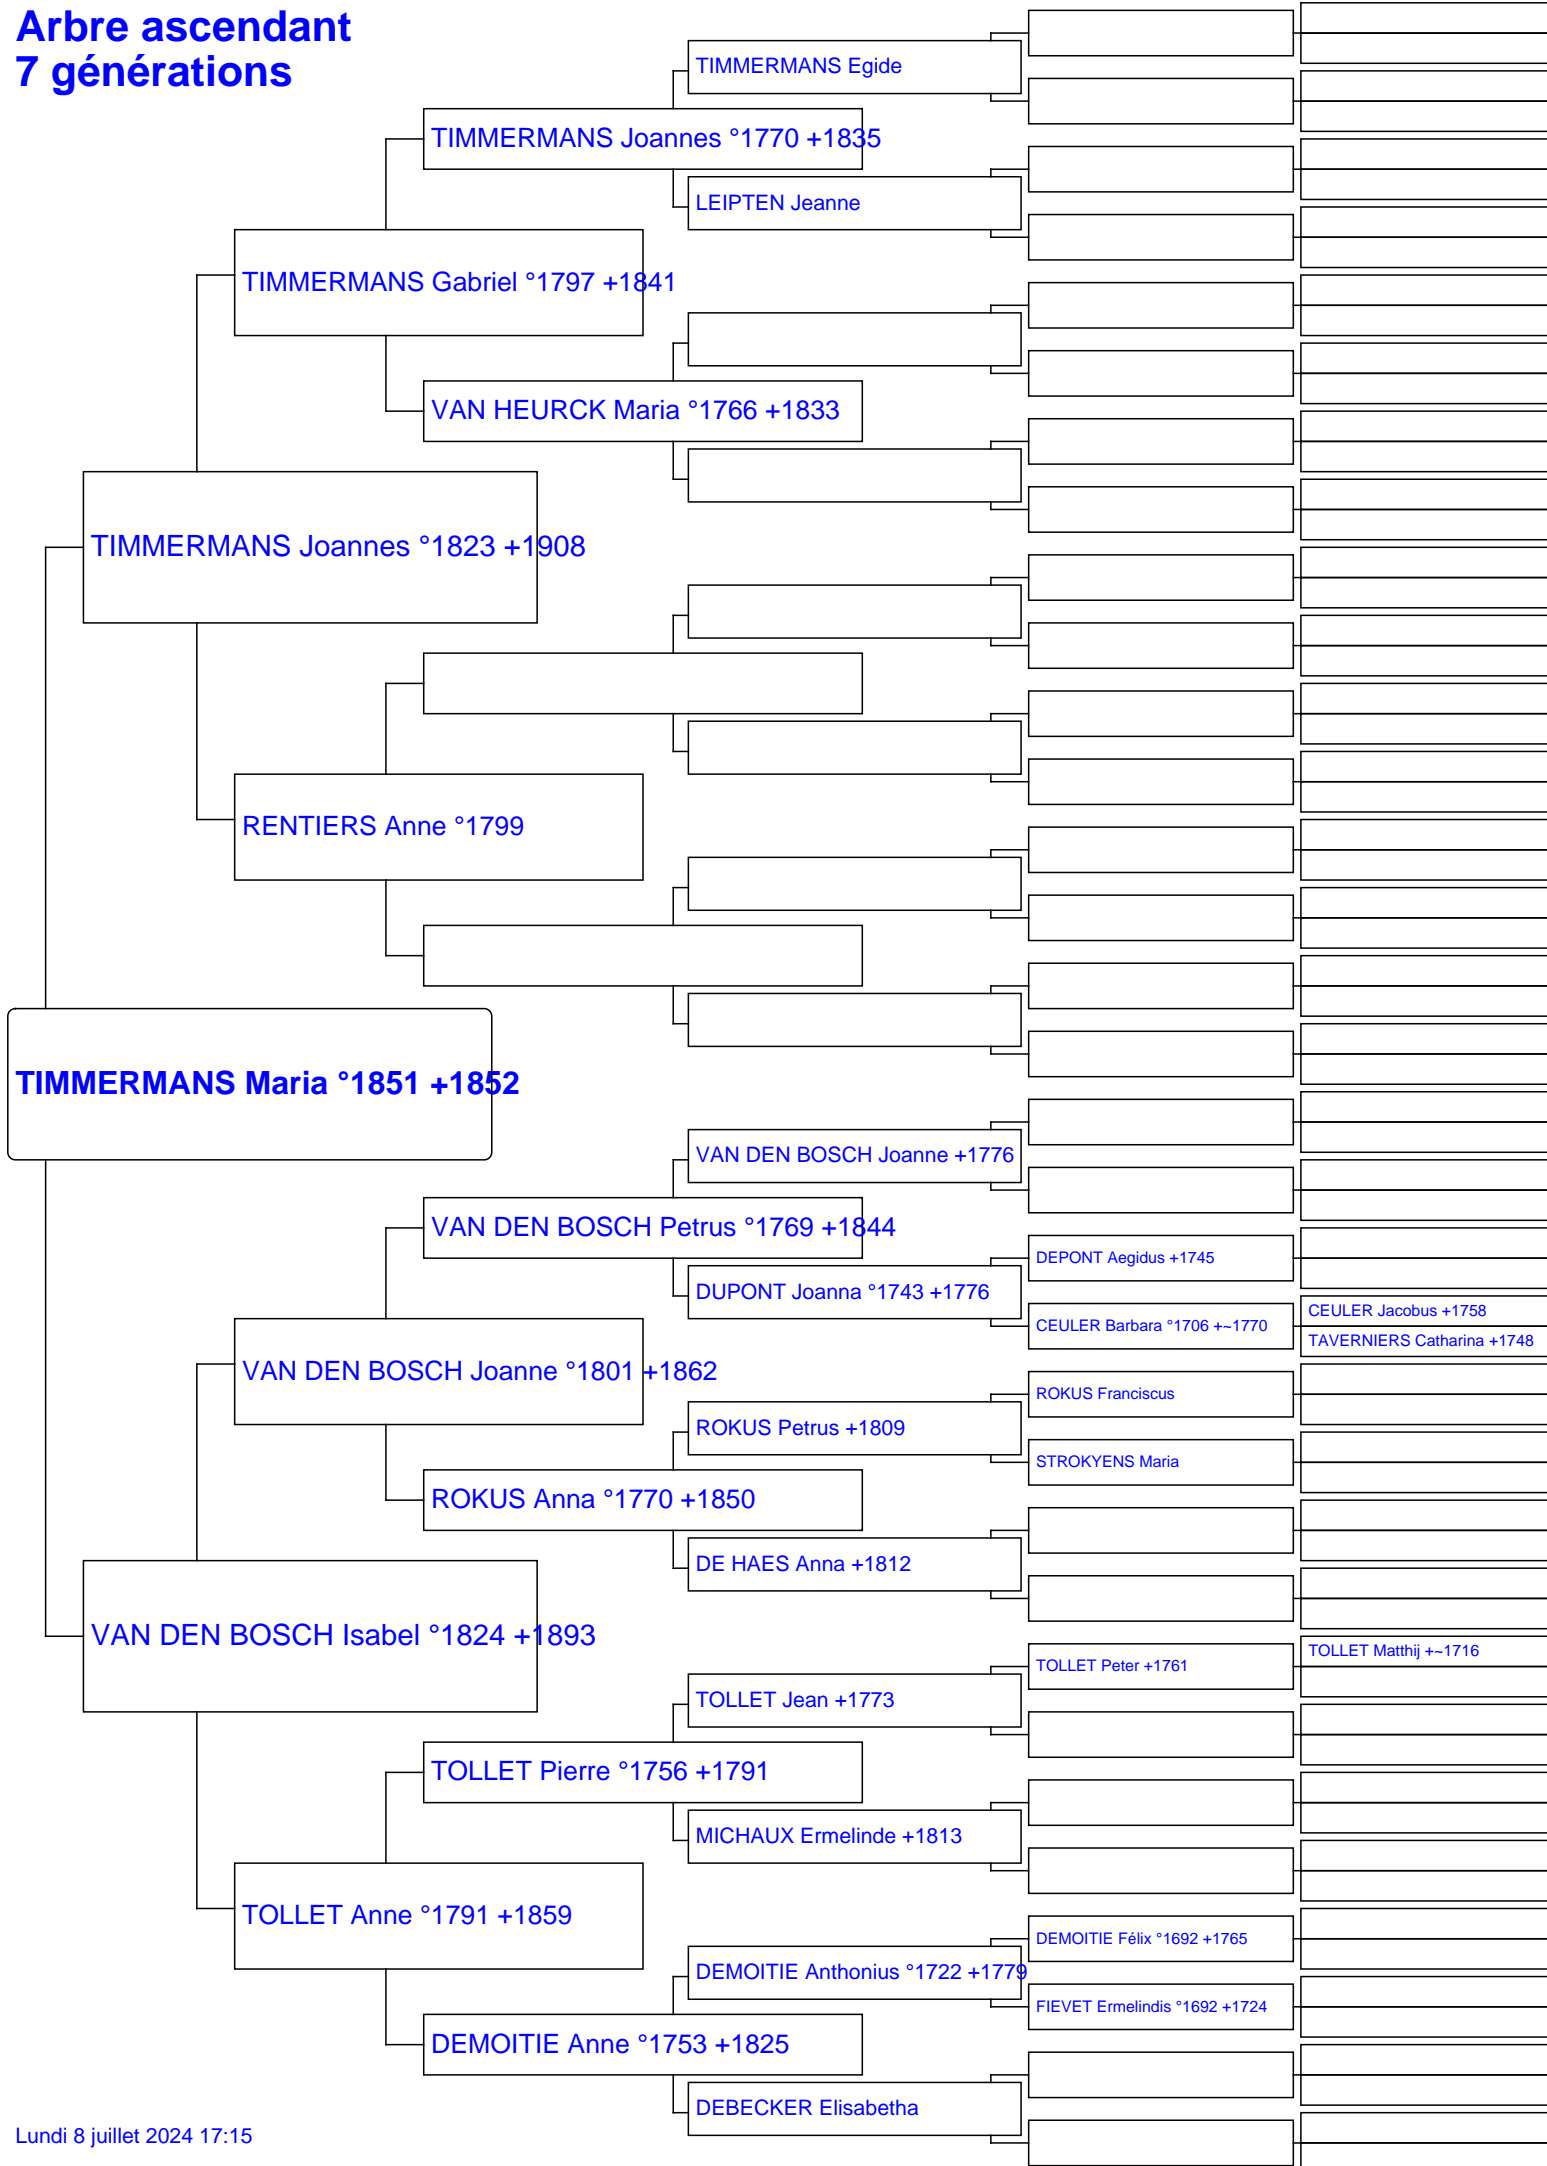 Arbre ascendant
7 générations
TIMMERMANS Egide
TIMMERMANS Joannes °1770 +1835
LEIPTEN Jeanne
TIMMERMANS Gabriel °1797 +1841
VAN HEURCK Maria °1766 +1833
TIMMERMANS Joannes °1823 +1908
RENTIERS Anne °1799
TIMMERMANS Maria °1851 +1852
VAN DEN BOSCH Joanne +1776
VAN DEN BOSCH Petrus °1769 +1844
DEPONT Aegidus +1745
DUPONT Joanna °1743 +1776
CEULER Jacobus +1758
CEULER Barbara °1706 +~1770
TAVERNIERS Catharina +1748
VAN DEN BOSCH Joanne °1801 +1862
ROKUS Franciscus
ROKUS Petrus +1809
STROKYENS Maria
ROKUS Anna °1770 +1850
DE HAES Anna +1812
VAN DEN BOSCH Isabel °1824 +1893
TOLLET Matthij +~1716
TOLLET Peter +1761
TOLLET Jean +1773
TOLLET Pierre °1756 +1791
MICHAUX Ermelinde +1813
TOLLET Anne °1791 +1859
DEMOITIE Félix °1692 +1765
DEMOITIE Anthonius °1722 +1779
FIEVET Ermelindis °1692 +1724
DEMOITIE Anne °1753 +1825
DEBECKER Elisabetha
Lundi 8 juillet 2024 17:15